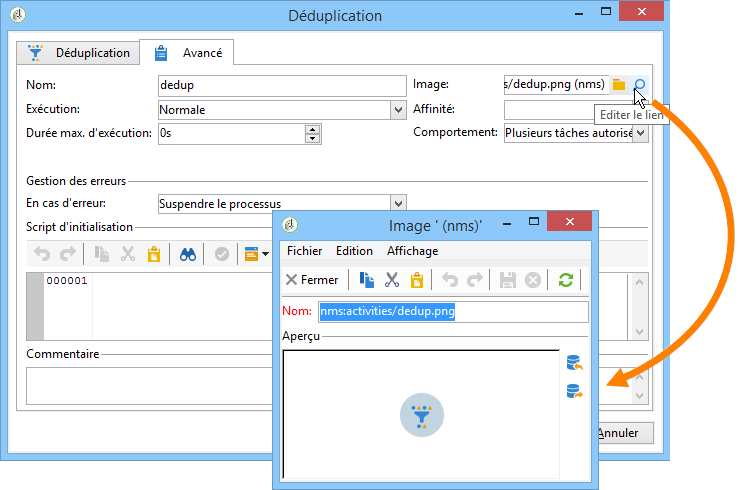 Déduplication
Déduplication
Avancé
Nom:
dedup
Image:
s/dedup.png (nms)
Exécution:
Normale
Affinité:
Editer le lien
Durée max. d'exécution:
0s
Comportement:
Plusieurs tâches autorisé
Gestion des erreurs
En cas d'erreur:
Suspendre le processus
Script d'initialisation
000001
Commentaire
Annuler
Image ' (nms)'
Fichier Edition Affichage
Fermer
Nom:
nms:activities/dedup.png
Aperçu